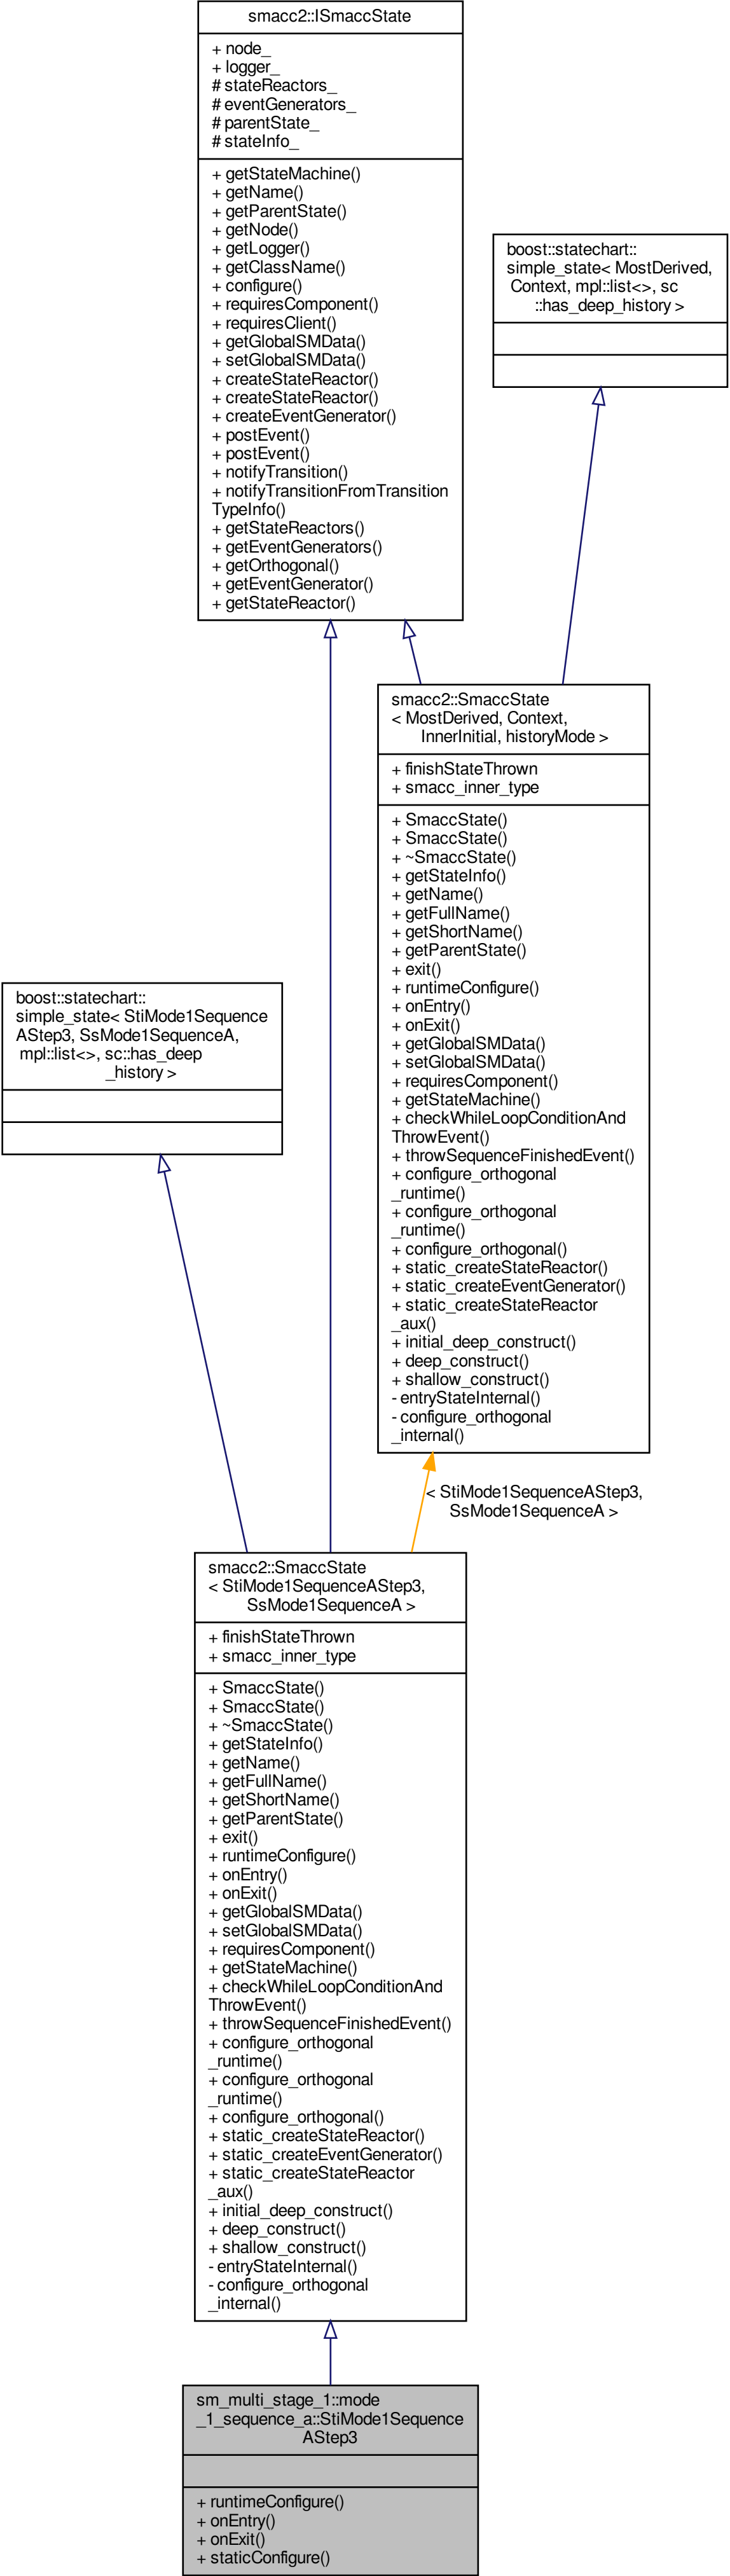 smacc2::ISmaccState
+ node_
+ logger_
# stateReactors_
# eventGenerators_
# parentState_
# stateInfo_
+ getStateMachine()
+ getName()
+ getParentState()
+ getNode()
+ getLogger()
+ getClassName()
+ configure()
+ requiresComponent()
+ requiresClient()
+ getGlobalSMData()
+ setGlobalSMData()
+ createStateReactor()
+ createStateReactor()
+ createEventGenerator()
+ postEvent()
+ postEvent()
+ notifyTransition()
+ notifyTransitionFromTransition
TypeInfo()
+ getStateReactors()
+ getEventGenerators()
+ getOrthogonal()
+ getEventGenerator()
+ getStateReactor()
boost::statechart::
simple_state< MostDerived,
Context, mpl::list<>, sc
::has_deep_history >
smacc2::SmaccState
< MostDerived, Context,
InnerInitial, historyMode >
+ finishStateThrown
+ smacc_inner_type
+ SmaccState()
+ SmaccState()
+ ~SmaccState()
+ getStateInfo()
+ getName()
+ getFullName()
+ getShortName()
+ getParentState()
+ exit()
+ runtimeConfigure()
+ onEntry()
+ onExit()
+ getGlobalSMData()
+ setGlobalSMData()
+ requiresComponent()
+ getStateMachine()
+ checkWhileLoopConditionAnd
ThrowEvent()
+ throwSequenceFinishedEvent()
+ configure_orthogonal
_runtime()
+ configure_orthogonal
_runtime()
+ configure_orthogonal()
+ static_createStateReactor()
+ static_createEventGenerator()
+ static_createStateReactor
_aux()
+ initial_deep_construct()
+ deep_construct()
+ shallow_construct()
- entryStateInternal()
- configure_orthogonal
_internal()
boost::statechart::
simple_state< StiMode1Sequence
AStep3, SsMode1SequenceA,
mpl::list<>, sc::has_deep
_history >
< StiMode1SequenceAStep3,
SsMode1SequenceA >
smacc2::SmaccState
< StiMode1SequenceAStep3,
SsMode1SequenceA >
+ finishStateThrown
+ smacc_inner_type
+ SmaccState()
+ SmaccState()
+ ~SmaccState()
+ getStateInfo()
+ getName()
+ getFullName()
+ getShortName()
+ getParentState()
+ exit()
+ runtimeConfigure()
+ onEntry()
+ onExit()
+ getGlobalSMData()
+ setGlobalSMData()
+ requiresComponent()
+ getStateMachine()
+ checkWhileLoopConditionAnd
ThrowEvent()
+ throwSequenceFinishedEvent()
+ configure_orthogonal
_runtime()
+ configure_orthogonal
_runtime()
+ configure_orthogonal()
+ static_createStateReactor()
+ static_createEventGenerator()
+ static_createStateReactor
_aux()
+ initial_deep_construct()
+ deep_construct()
+ shallow_construct()
- entryStateInternal()
- configure_orthogonal
_internal()
sm_multi_stage_1::mode
_1_sequence_a::StiMode1Sequence
AStep3
+ runtimeConfigure()
+ onEntry()
+ onExit()
+ staticConfigure()